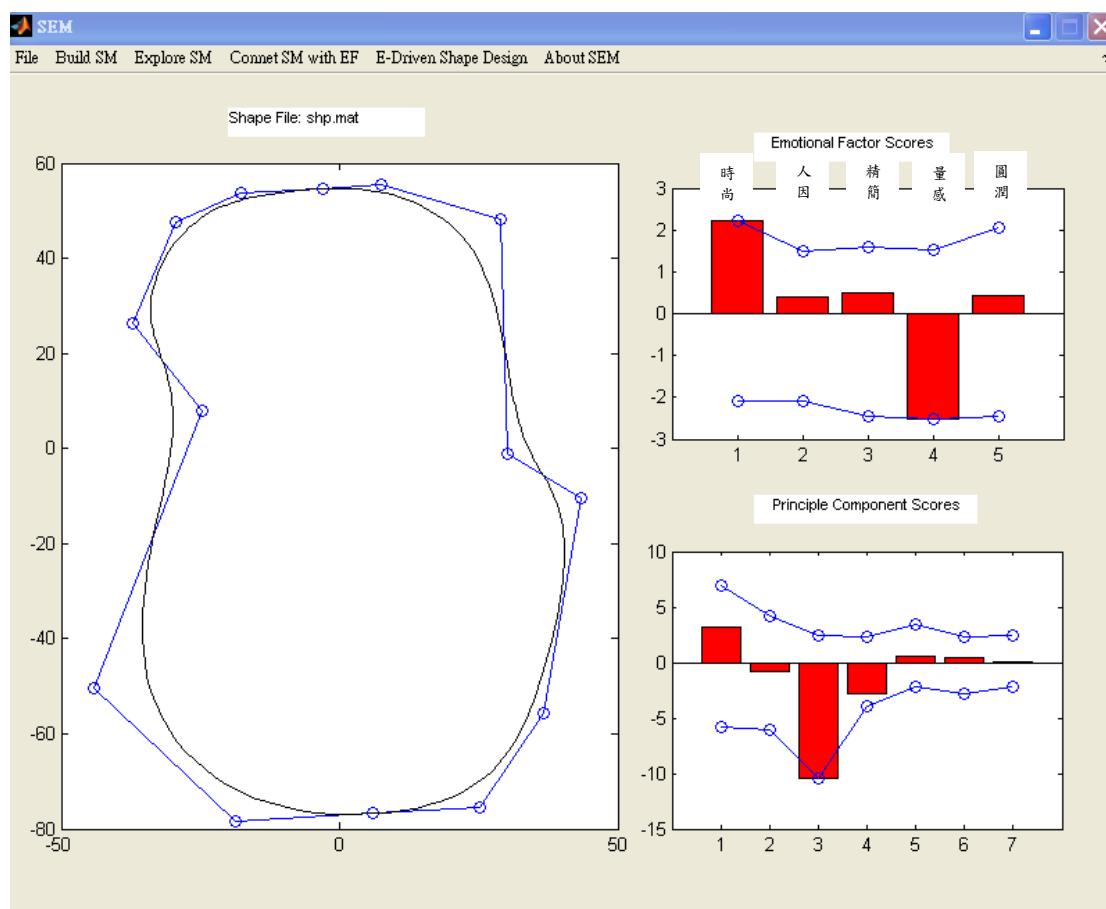 SEM
File Build SM Explore SM Connet SM with EF E-Driven Shape Design About SEM
Shape File: shp.mat
60
40
20
0
-20
-40
-60
-80
-50 0 50
Emotional Factor Scores
時尚 人因 精簡 量感 圓潤
3
2
1
0
-1
-2
-3
1 2 3 4 5
Principle Component Scores
10
5
0
-5
-10
-15
1 2 3 4 5 6 7